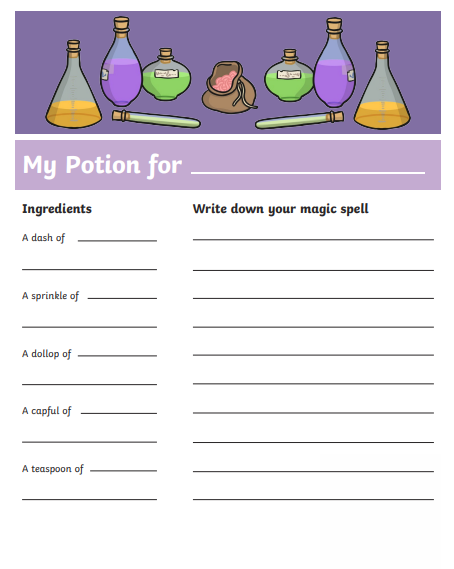 My Potion for
Ingredients
Write down your magic spell
A dash of
A sprinkle of
A dollop of
A capful of
A teaspoon of